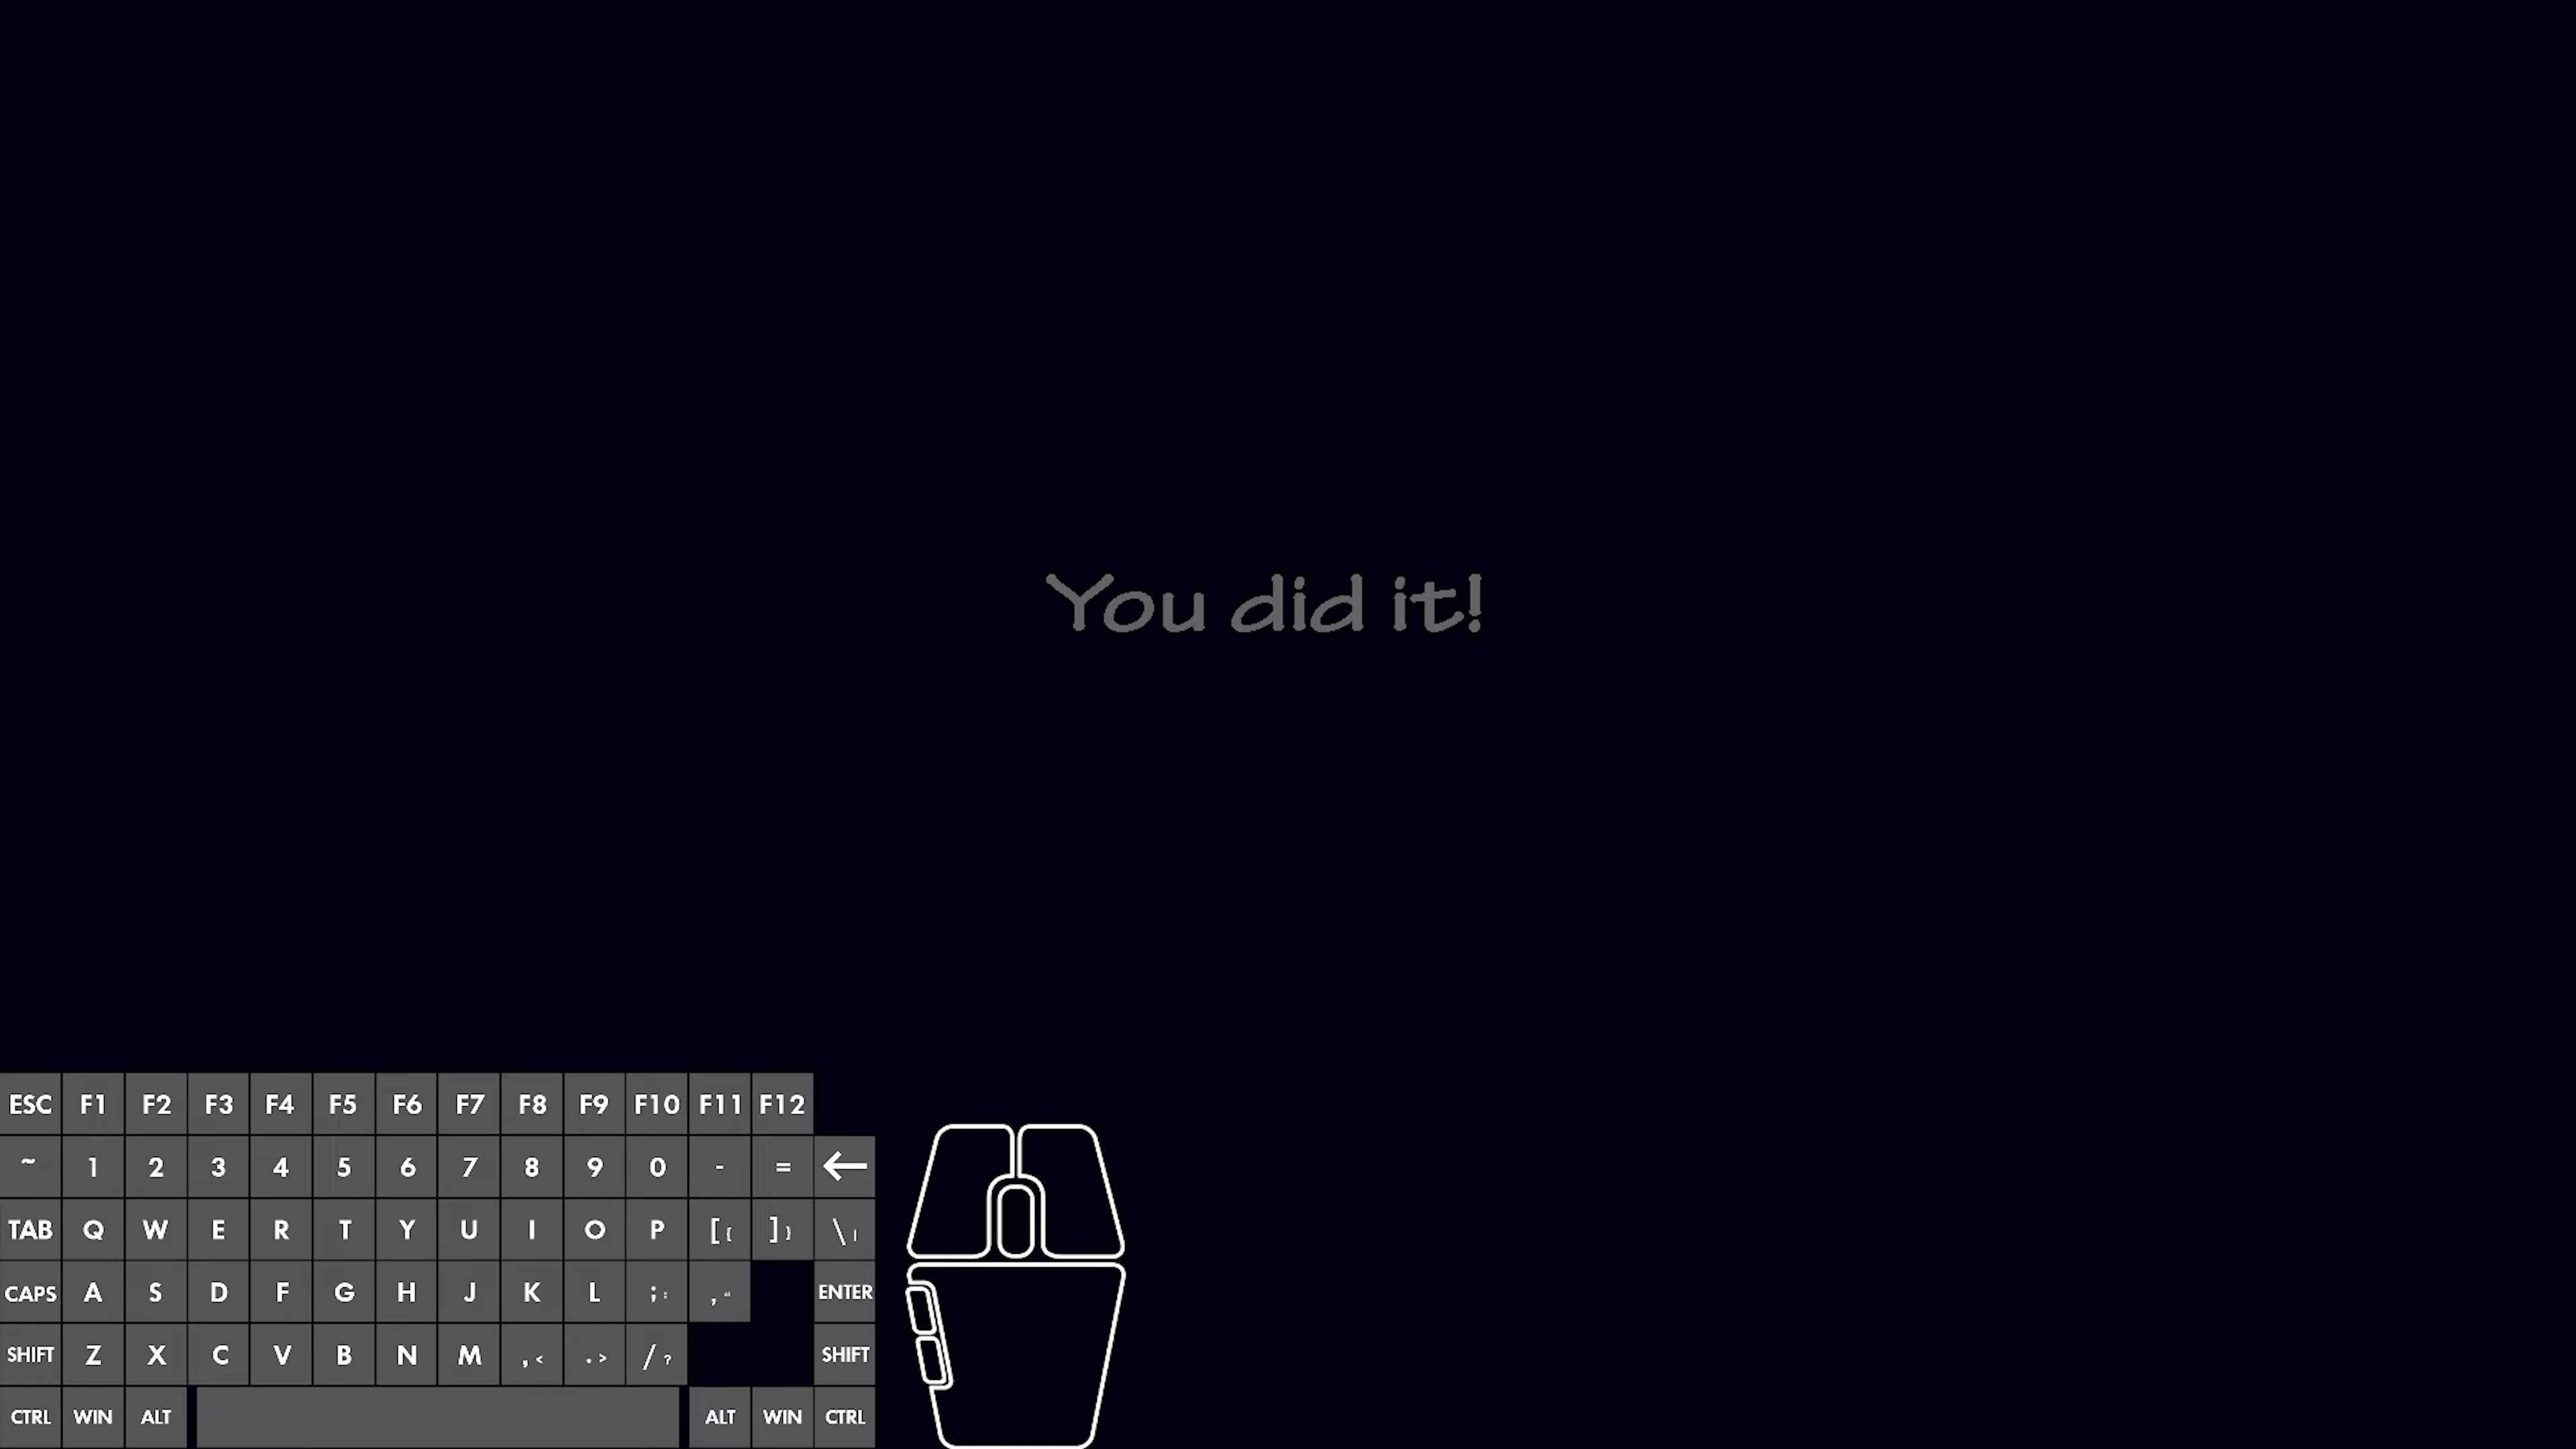 You did it!
ESC F1 F2 F3 F4 F5 F6 F7 F8 F9 F10 F11 F12
~ 1 2 3 4 5 6 7 8 9 0 - = ←
TAB Q W E R T Y U I O P [ { ] } \ |
CAPS A S D F G H J K L ; : , “ ENTER
SHIFT Z X C V B N M , < . > / ? SHIFT
CTRL WIN ALT ALT WIN CTRL